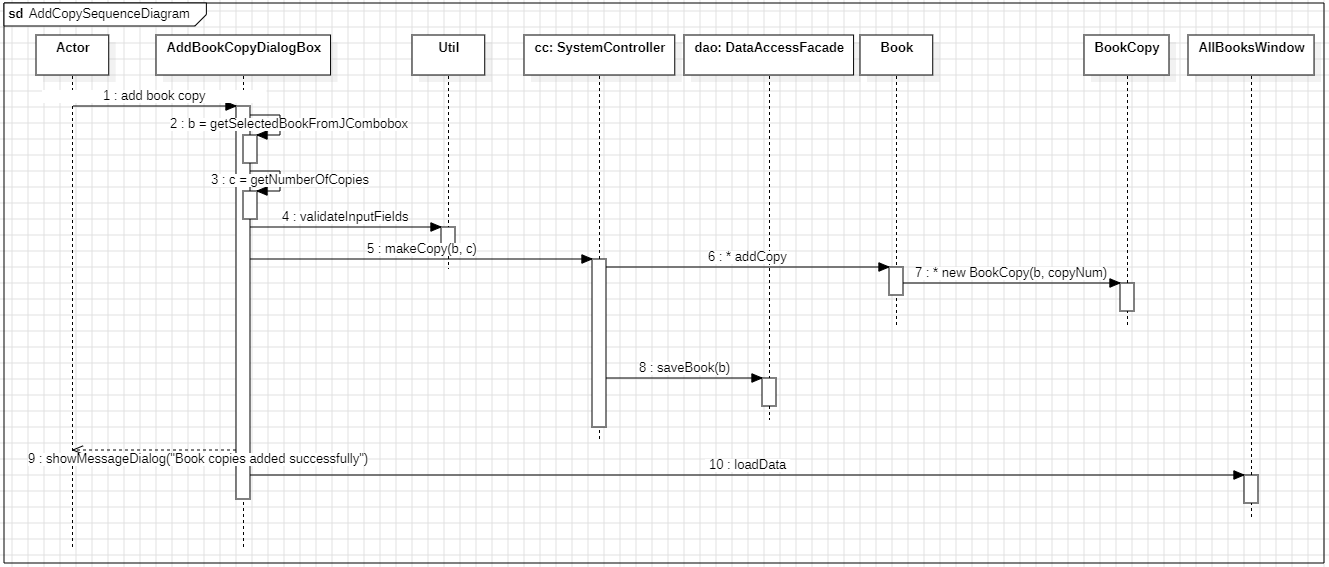 sd AddCopySequenceDiagram
Actor
AddBookCopyDialogBox
Util
cc: SystemController
dao: DataAccessFacade
Book
BookCopy
AllBooksWindow
1 : add book copy
2 : b = getSelectedBookFromJCombobox
3 : c = getNumberOfCopies
4 : validateInputFields
5 : makeCopy(b, c)
6 : * addCopy
7 : * new BookCopy(b, copyNum)
8 : saveBook(b)
9 : showMessageDialog("Book copies added successfully")
10 : loadData